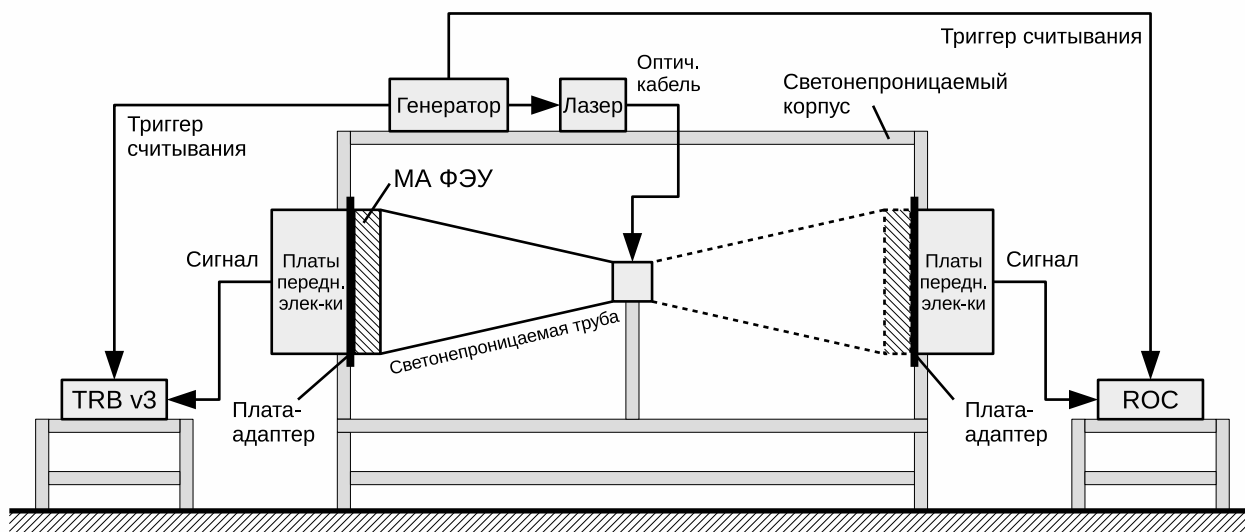 Триггер считывания
Оптич.
кабель
Светонепроницаемый
корпус
Генератор
Лазер
Триггер
считывания
МА ФЭУ
Сигнал
Платы
передн.
элек-ки
Платы
передн.
элек-ки
Сигнал
Светонепроницаемая труба
TRB v3
Плата-
адаптер
Плата-
адаптер
ROC